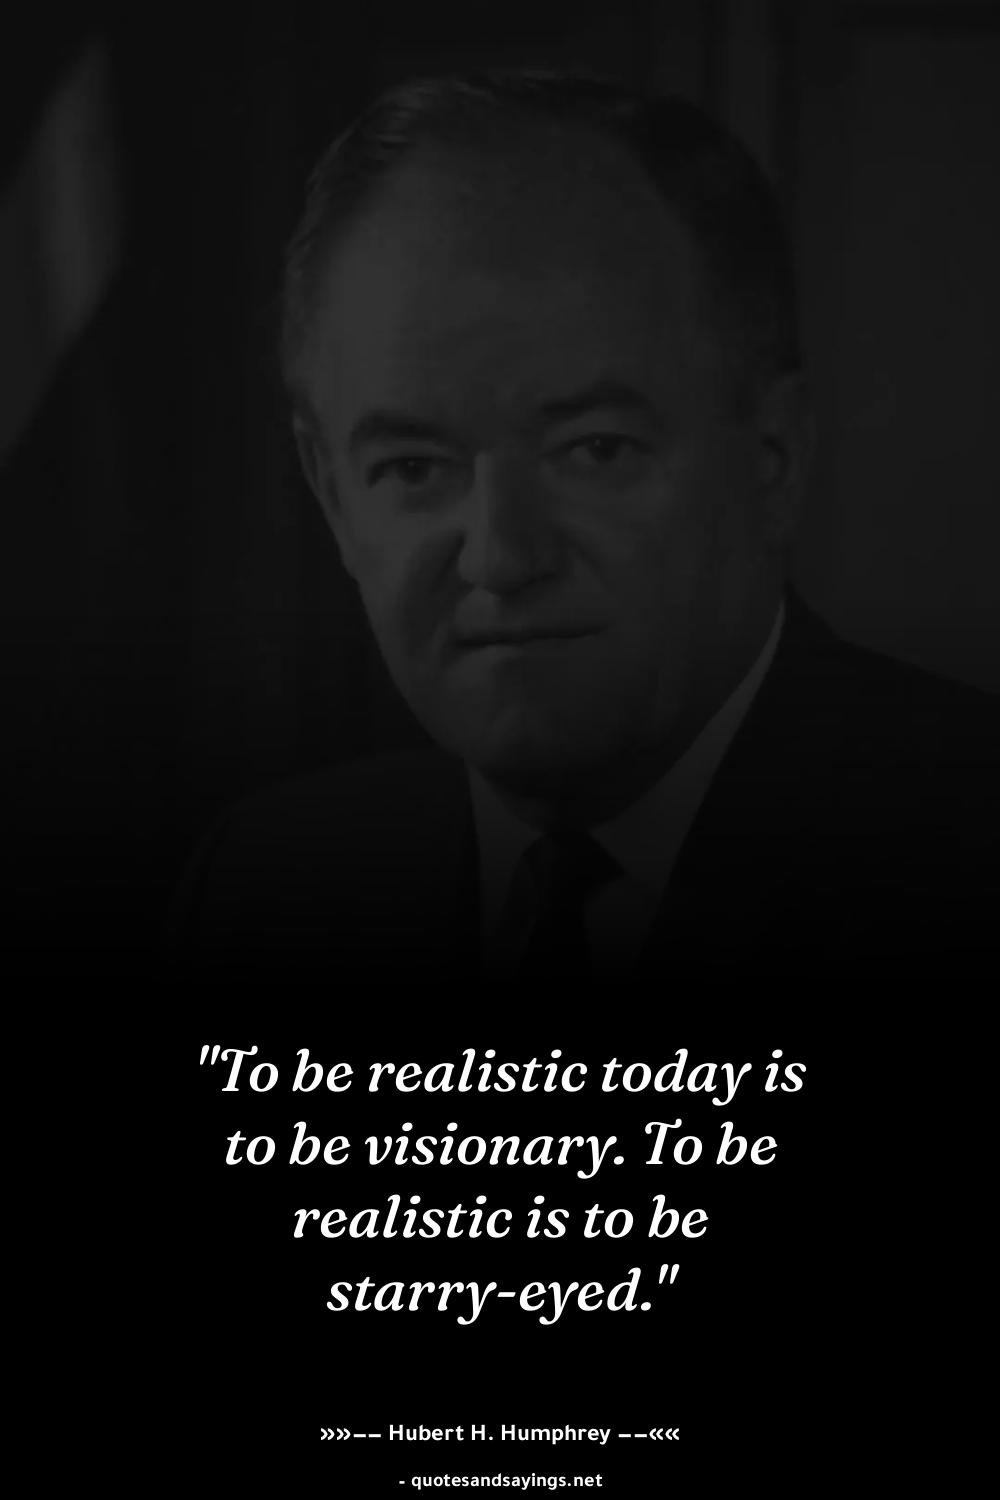 "To be realistic today is
to be visionary. To be
realistic is to be
starry-eyed."
»»–– Hubert H. Humphrey ––««
- quotesandsayings.net